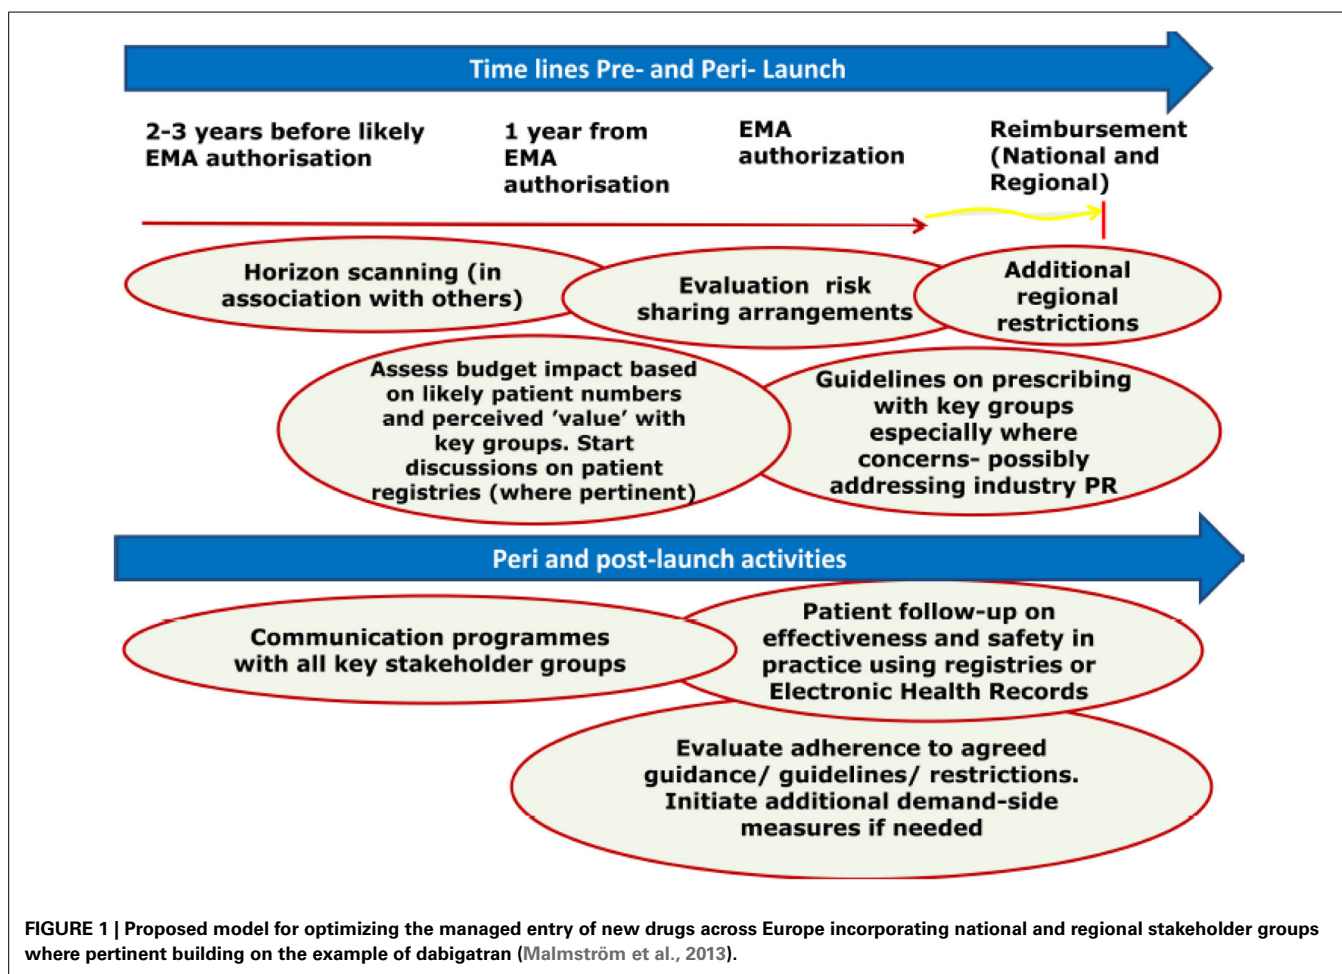 Time lines Pre- and Peri- Launch
2-3 years before likely
EMA authorisation
1 year from
EMA
authorisation
EMA
authorization
Reimbursement
(National and
Regional)
Horizon scanning (in
association with others)
Evaluation risk
sharing arrangements
Additional
regional
restrictions
Assess budget impact based
on likely patient numbers
and perceived ’value’ with
key groups. Start
discussions on patient
registries (where pertinent)
Guidelines on prescribing
with key groups
especially where
concerns- possibly
addressing industry PR
Peri and post-launch activities
Communication programmes
with all key stakeholder groups
Patient follow-up on
effectiveness and safety in
practice using registries or
Electronic Health Records
Evaluate adherence to agreed
guidance/ guidelines/ restrictions.
Initiate additional demand-side
measures if needed
FIGURE 1 | Proposed model for optimizing the managed entry of new drugs across Europe incorporating national and regional stakeholder groups
where pertinent building on the example of dabigatran (Malmström et al., 2013).